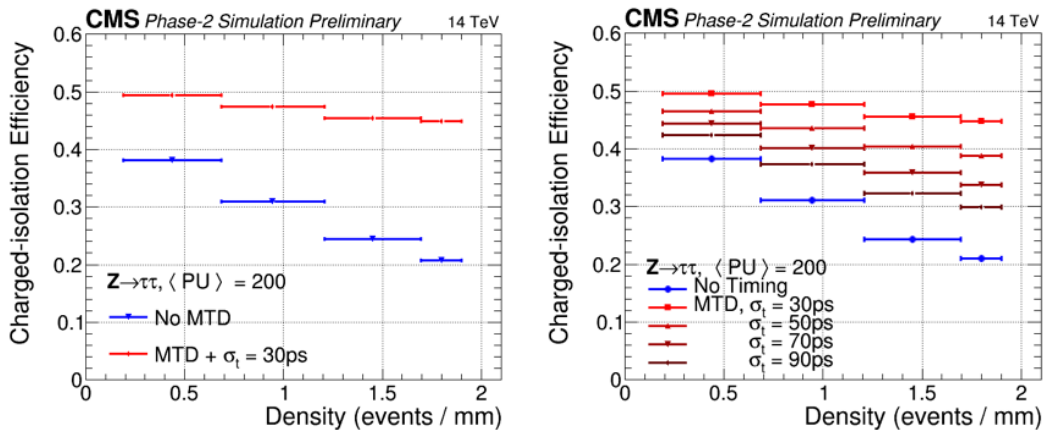 CMS Phase-2 Simulation Preliminary 14 TeV
Charged-isolation Efficiency
0.6
0.5
0.4
0.3
0.2
0.1
0
Z→ττ, ⟨ PU ⟩ = 200
No MTD
MTD + σt = 30ps
0 0.5 1 1.5 2
Density (events / mm)
CMS Phase-2 Simulation Preliminary 14 TeV
Charged-isolation Efficiency
0.6
0.5
0.4
0.3
0.2
0.1
0
Z→ττ, ⟨ PU ⟩ = 200
No Timing
MTD, σt = 30ps
σt = 50ps
σt = 70ps
σt = 90ps
0 0.5 1 1.5 2
Density (events / mm)